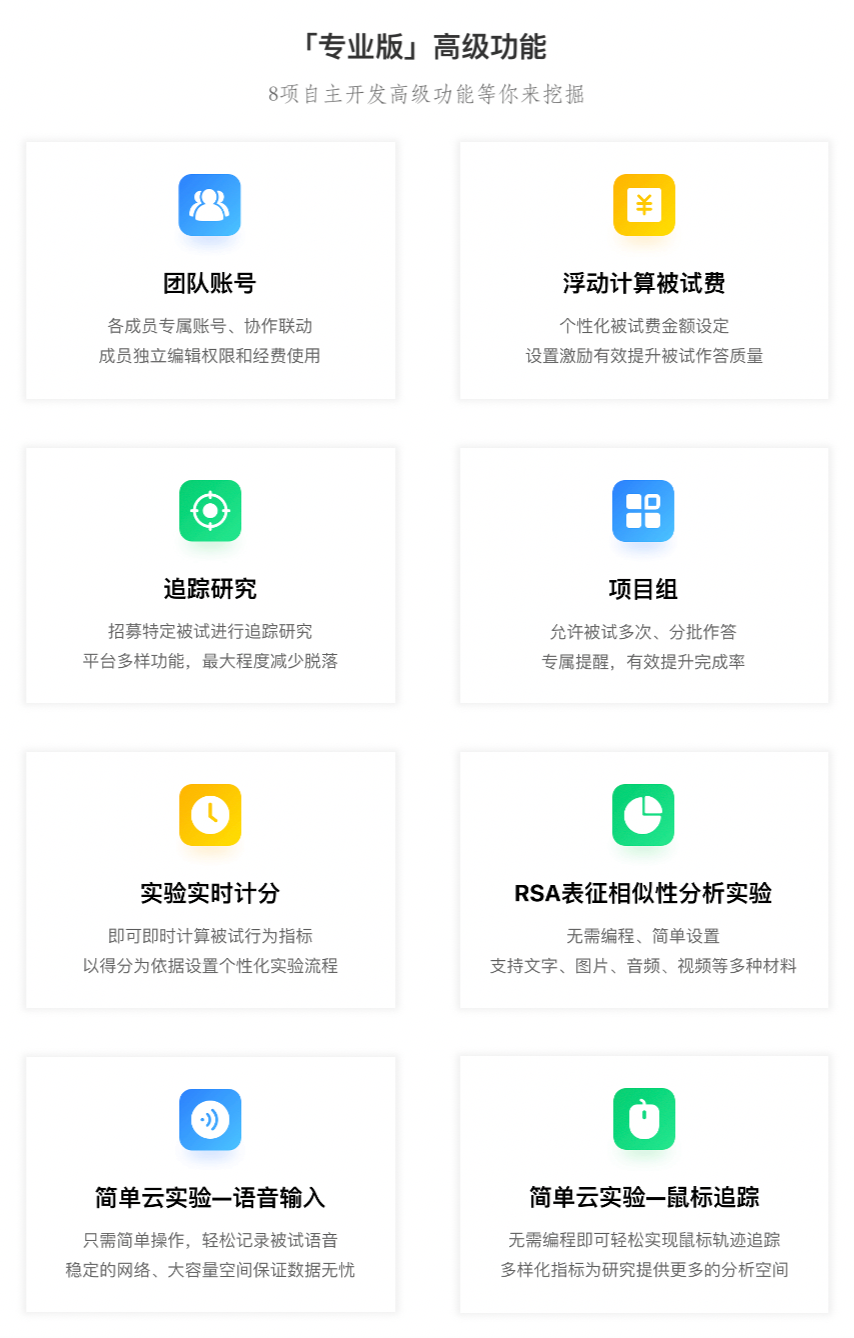 「专业版」高级功能
8项自主开发高级功能等你来挖掘
团队账号
各成员专属账号、协作联动
成员独立编辑权限和经费使用
浮动计算被试费
个性化被试费金额设定
设置激励有效提升被试作答质量
追踪研究
招募特定被试进行追踪研究
平台多样功能，最大程度减少脱落
项目组
允许被试多次、分批作答
专属提醒，有效提升完成率
实验实时计分
即可即时计算被试行为指标
以得分为依据设置个性化实验流程
RSA表征相似性分析实验
无需编程、简单设置
支持文字、图片、音频、视频等多种材料
简单云实验—语音输入
只需简单操作，轻松记录被试语音
稳定的网络、大容量空间保证数据无忧
简单云实验—鼠标追踪
无需编程即可轻松实现鼠标轨迹追踪
多样化指标为研究提供更多的分析空间